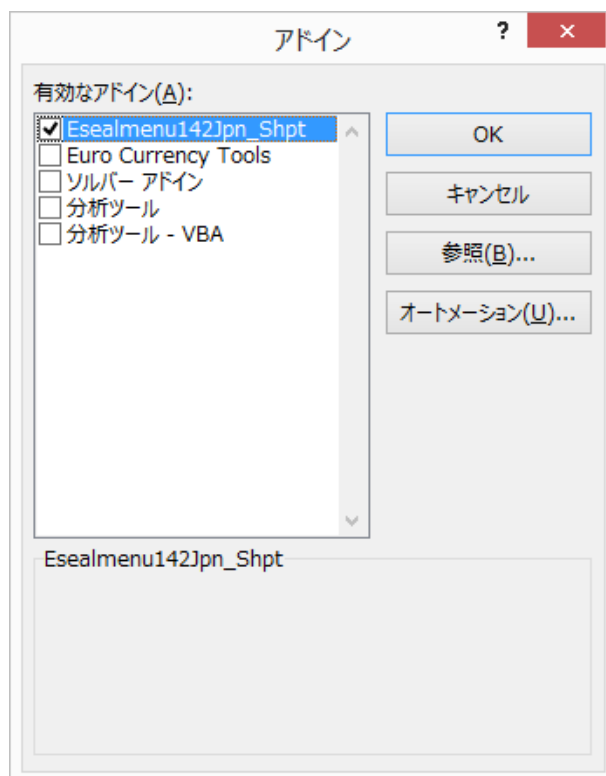 アドイン
? ×
有効なアドイン(A):
Esealmenu142Jpn_Shpt
Euro Currency Tools
ソルバー アドイン
分析ツール
分析ツール - VBA
OK
キャンセル
参照(B)...
オートメーション(U)...
Esealmenu142Jpn_Shpt